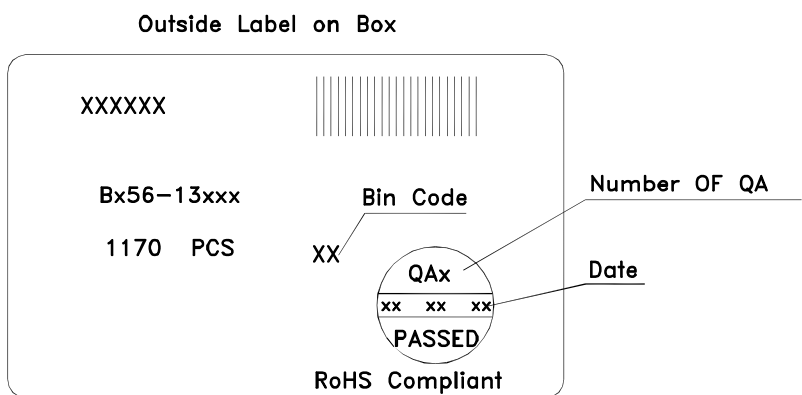 Outside Label on Box
XXXXXX
Bx56-13xxx
Bin Code
Number OF QA
1170 PCS
XX
QAx
Date
xx xx xx
PASSED
RoHS Compliant